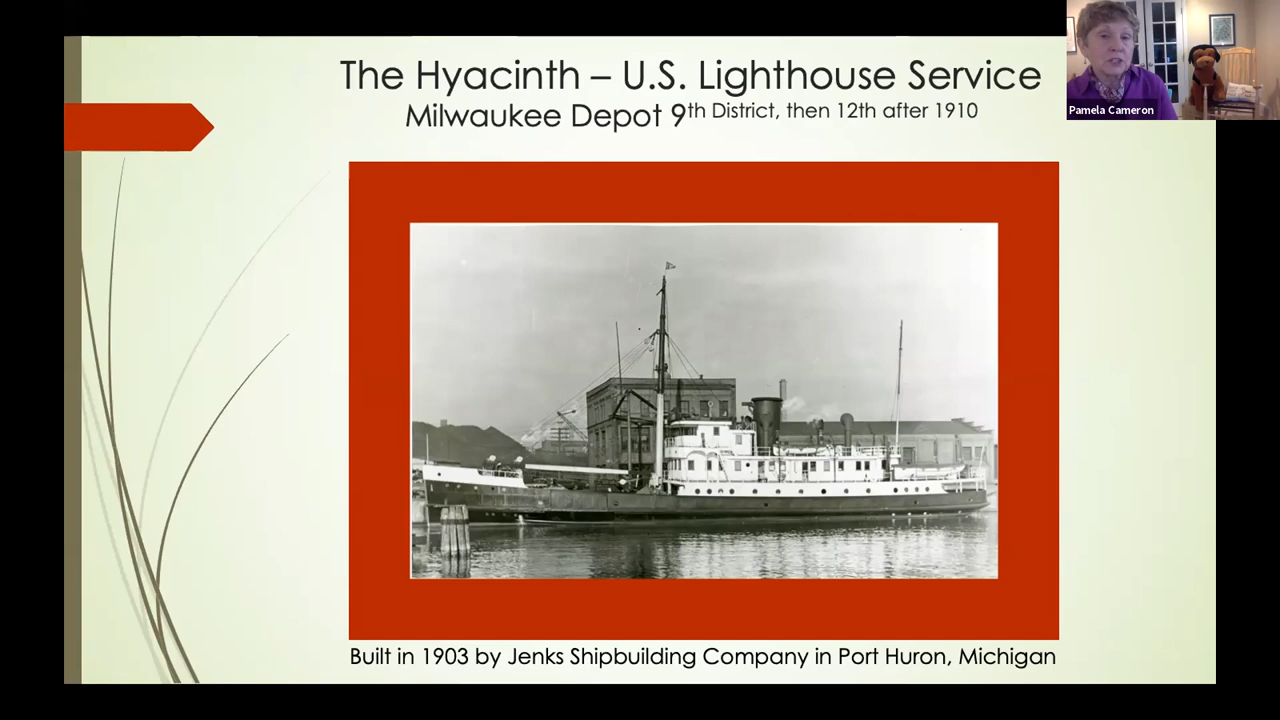 The Hyacinth – U.S. Lighthouse Service
Milwaukee Depot 9th District, then 12th after 1910
Pamela Cameron
Built in 1903 by Jenks Shipbuilding Company in Port Huron, Michigan